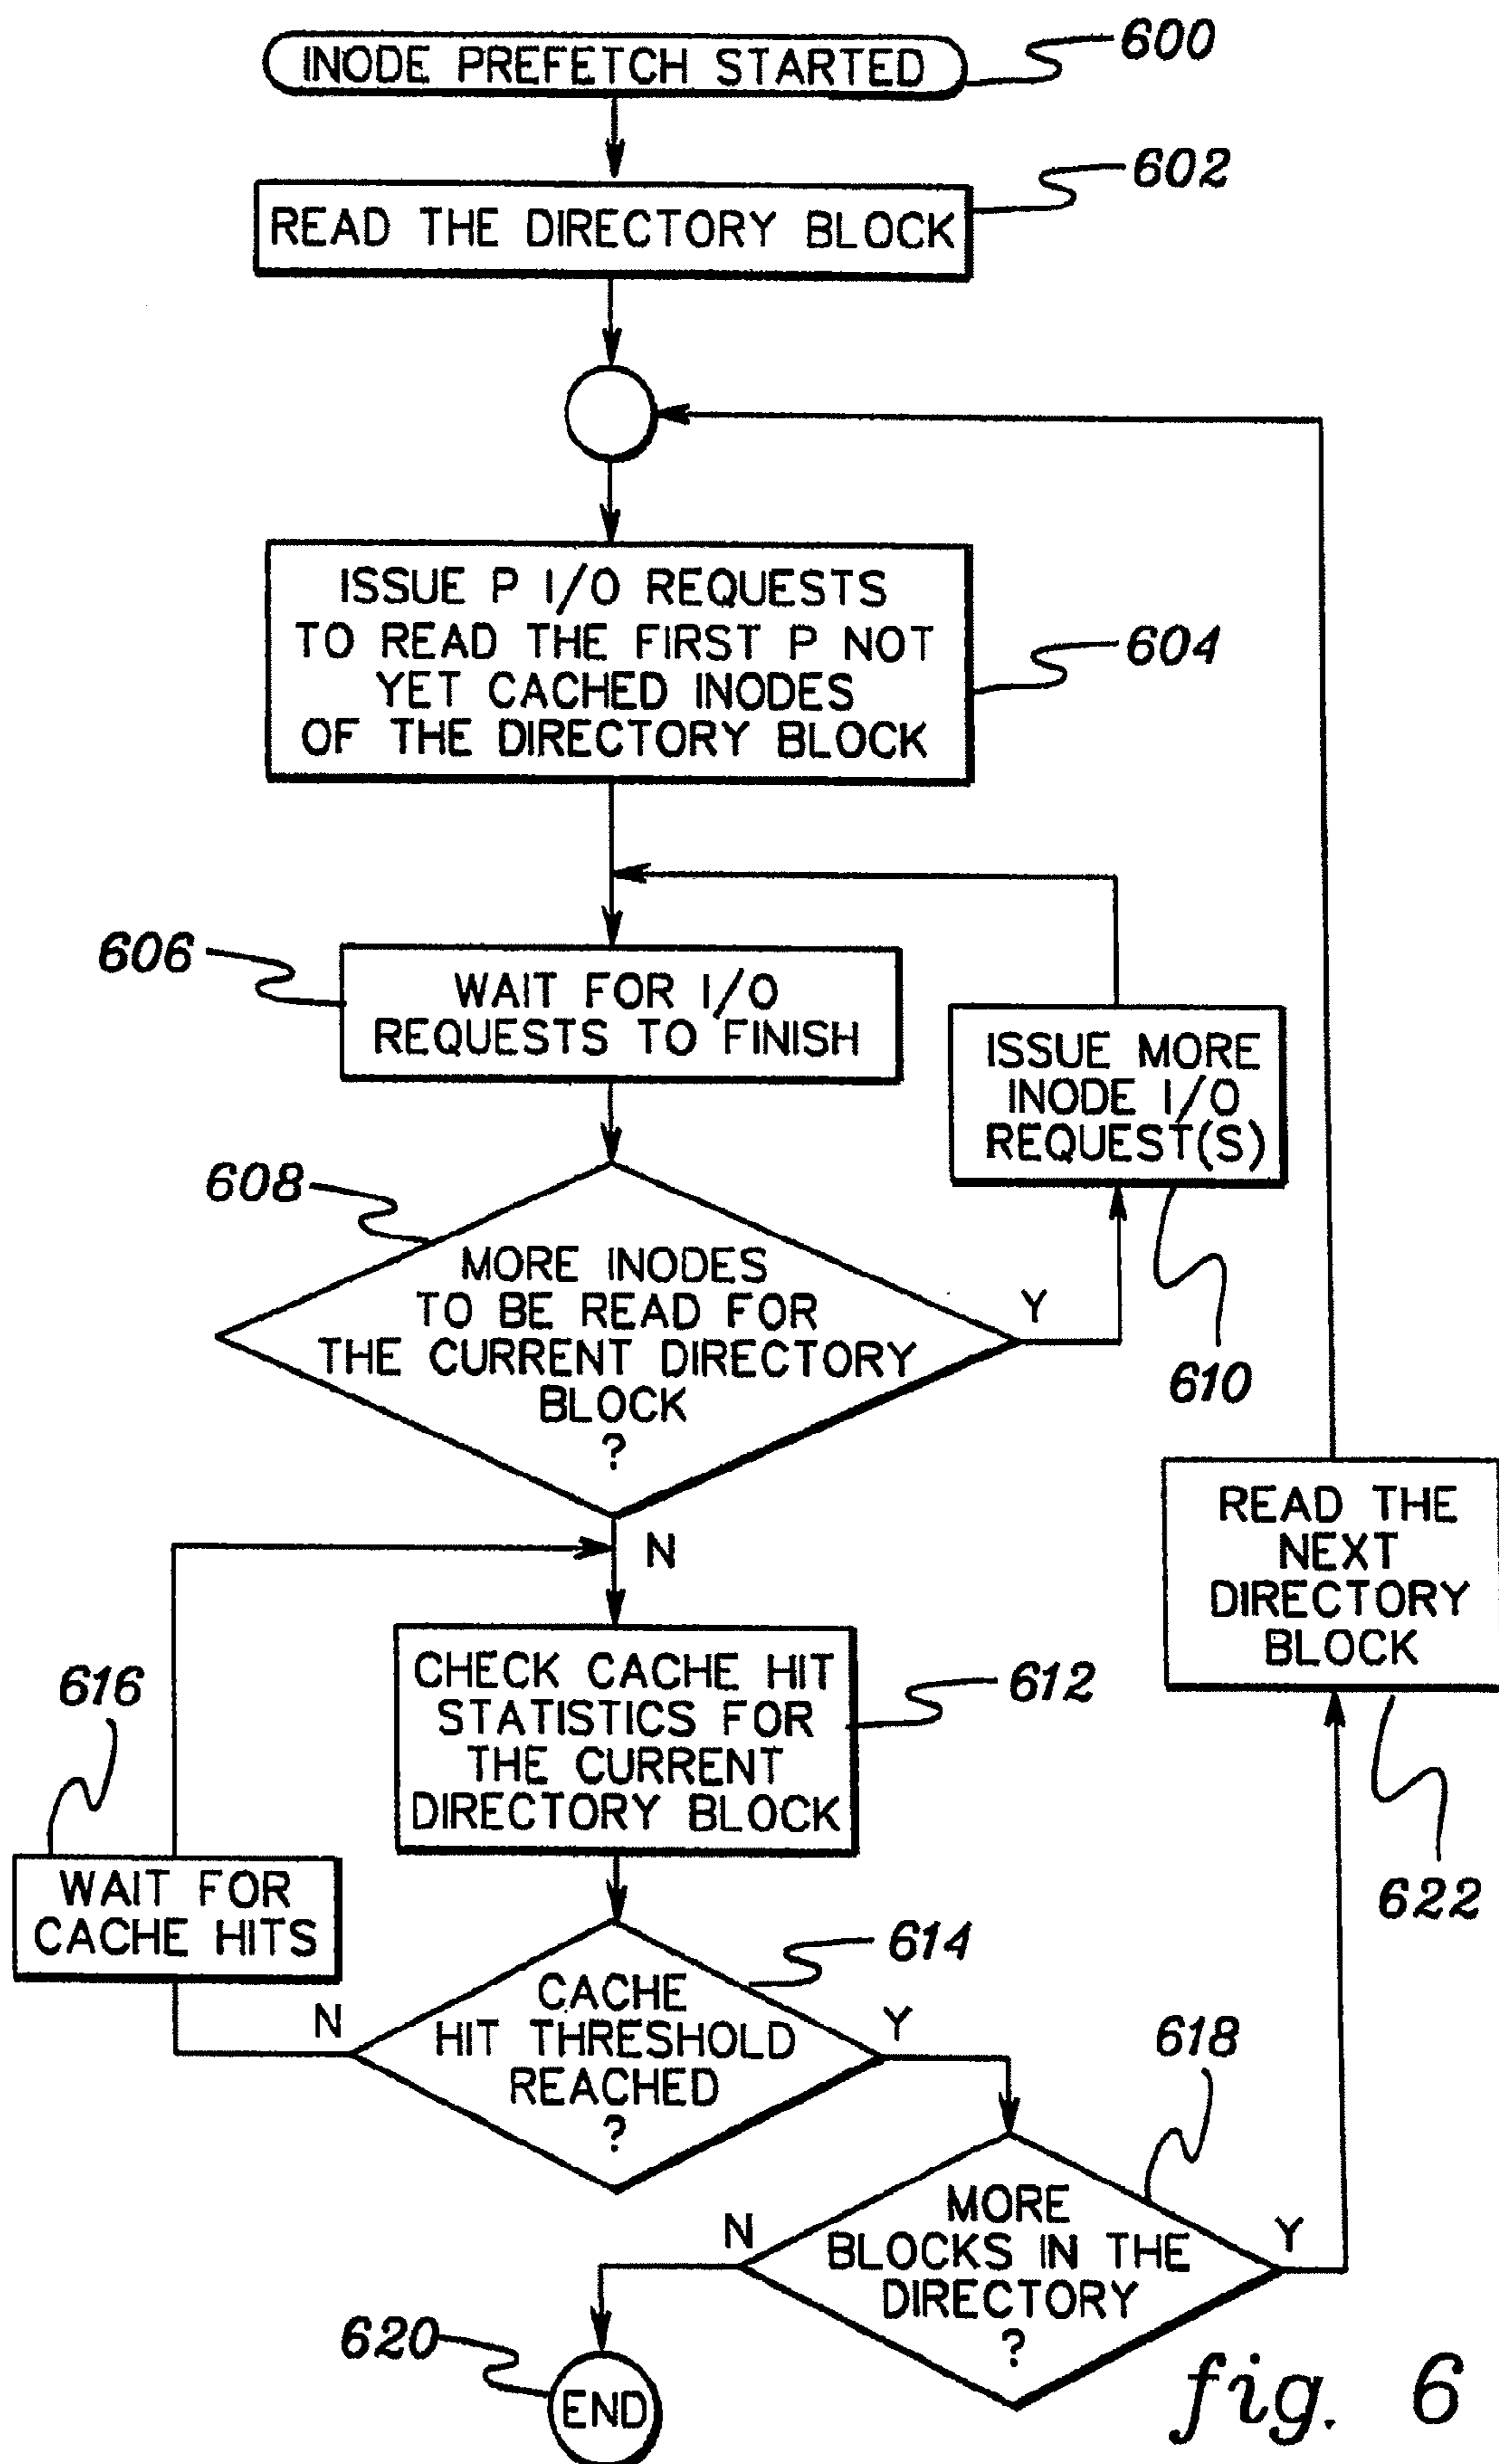 INODE PREFETCH STARTED
600
602
READ THE DIRECTORY BLOCK
ISSUE P I/O REQUESTS
TO READ THE FIRST P NOT
YET CACHED INODES
OF THE DIRECTORY BLOCK
604
606
WAIT FOR I/O
REQUESTS TO FINISH
ISSUE MORE
INODE I/O
REQUEST(S)
608
MORE INODES
TO BE READ FOR
THE CURRENT DIRECTORY
BLOCK
?
Y
610
N
READ THE
NEXT
DIRECTORY
BLOCK
616
CHECK CACHE HIT
STATISTICS FOR
THE CURRENT
DIRECTORY BLOCK
612
622
WAIT FOR
CACHE HITS
614
CACHE
HIT THRESHOLD
REACHED
?
N
Y
618
MORE
BLOCKS IN THE
DIRECTORY
?
N
Y
620
END
fig. 6